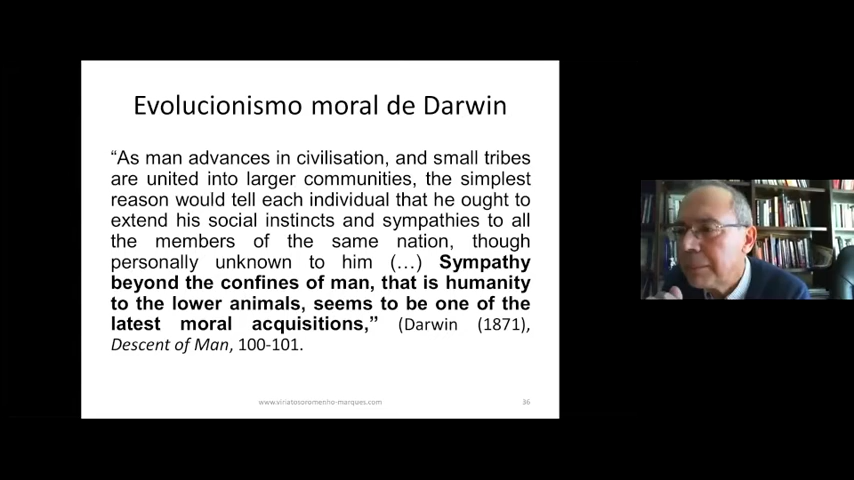 Evolucionismo moral de Darwin
“As man advances in civilisation, and small tribes
are united into larger communities, the simplest
reason would tell each individual that he ought to
extend his social instincts and sympathies to all
the members of the same nation, though
personally unknown to him (…) Sympathy
beyond the confines of man, that is humanity
to the lower animals, seems to be one of the
latest moral acquisitions,” (Darwin (1871),
Descent of Man, 100-101.
www.viriatosoromenho-marques.com
36